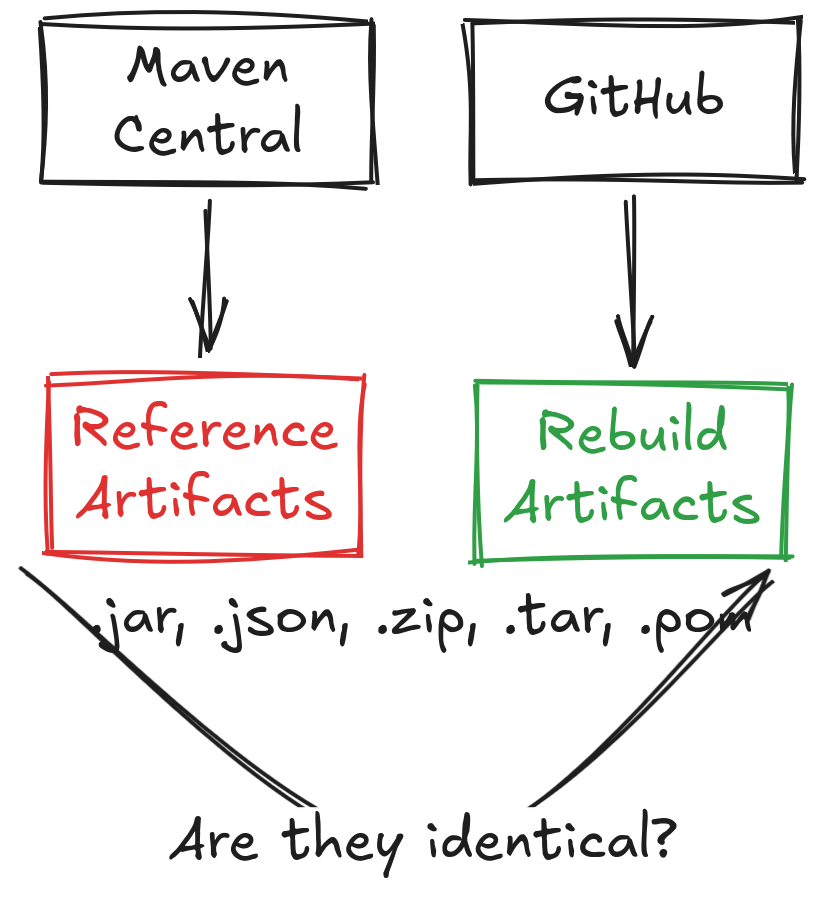 Maven
Central
GitHub
Reference
Artifacts
Rebuild
Artifacts
.jar, .json, .zip, .tar, .pom
Are they identical?